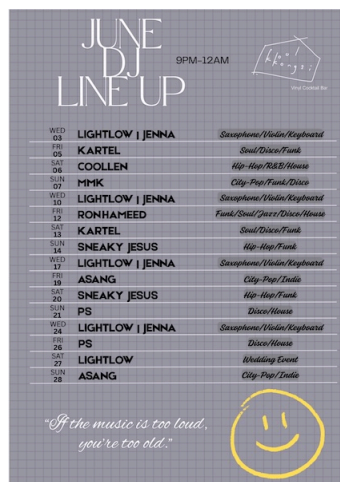 JUNE
DJ
LINE UP
9PM-12AM
Vinyl Cocktail Bar
WED 03 LIGHTLOW | JENNA Saxophone/Violin/Keyboard
FRI 05 KARTEL Soul/Disco/Funk
SAT 06 COOLLEN Hip-Hop/R&B/House
SUN 07 MMK City-Pop/Funk/Disco
WED 10 LIGHTLOW | JENNA Saxophone/Violin/Keyboard
FRI 12 RONHAMEED Funk/Soul/Jazz/Disco/House
SAT 13 KARTEL Soul/Disco/Funk
SUN 14 SNEAKY JESUS Hip-Hop/Funk
WED 17 LIGHTLOW | JENNA Saxophone/Violin/Keyboard
FRI 19 ASANG City-Pop/Indie
SAT 20 SNEAKY JESUS Hip-Hop/Funk
SUN 21 PS Disco/House
WED 24 LIGHTLOW | JENNA Saxophone/Violin/Keyboard
FRI 26 PS Disco/House
SAT 27 LIGHTLOW Wedding Event
SUN 28 ASANG City-Pop/Indie
"If the music is too loud,
you're too old."